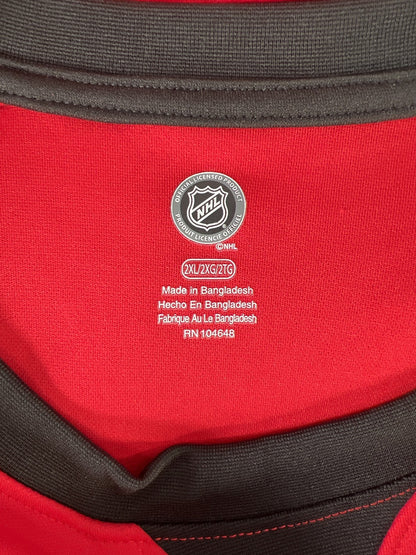 OFFICIAL LICENSED PRODUCT
NHL
PRODUIT LICENCIÉ OFFICIEL
©NHL
2XL/2XG/2TG
Made in Bangladesh
Hecho En Bangladesh
Fabrique Au Le Bangladesh
RN 104648